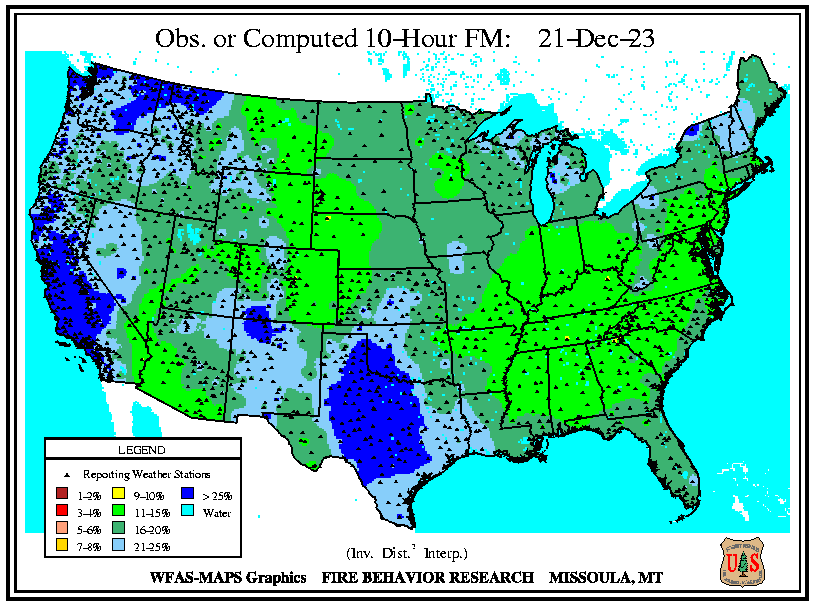 Obs. or Computed 10-Hour FM: 21-Dec-23
LEGEND
Reporting Weather Stations
1-2% 9-10% > 25%
3-4% 11-15% Water
5-6% 16-20%
7-8% 21-25%
(Inv. Dist.² Interp.)
WFAS-MAPS Graphics FIRE BEHAVIOR RESEARCH MISSOULA, MT
U S